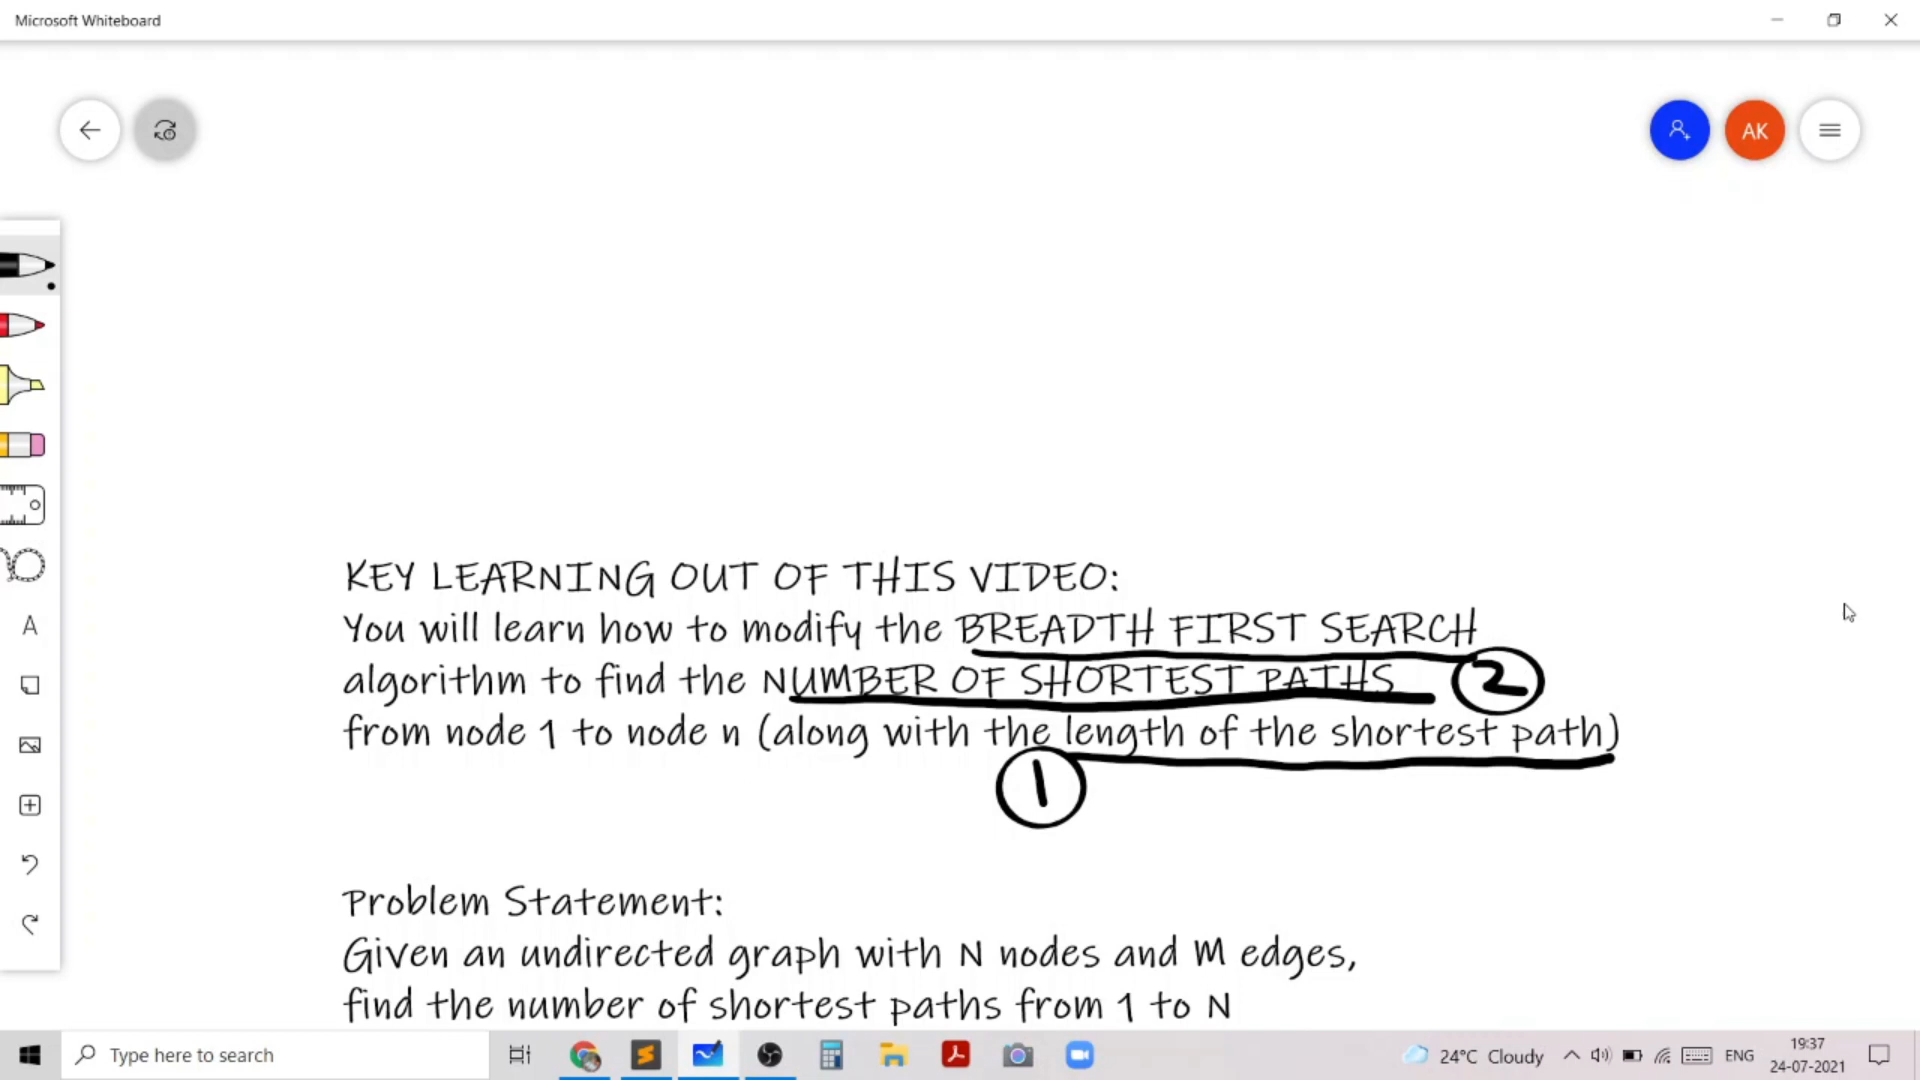 Microsoft Whiteboard
AK
A
KEY LEARNING OUT OF THIS VIDEO:
You will learn how to modify the BREADTH FIRST SEARCH
algorithm to find the NUMBER OF SHORTEST PATHS 2
from node 1 to node n (along with the length of the shortest path)
1
Problem Statement:
Given an undirected graph with N nodes and M edges,
find the number of shortest paths from 1 to N
Type here to search
24°C Cloudy
ENG
19:37
24-07-2021